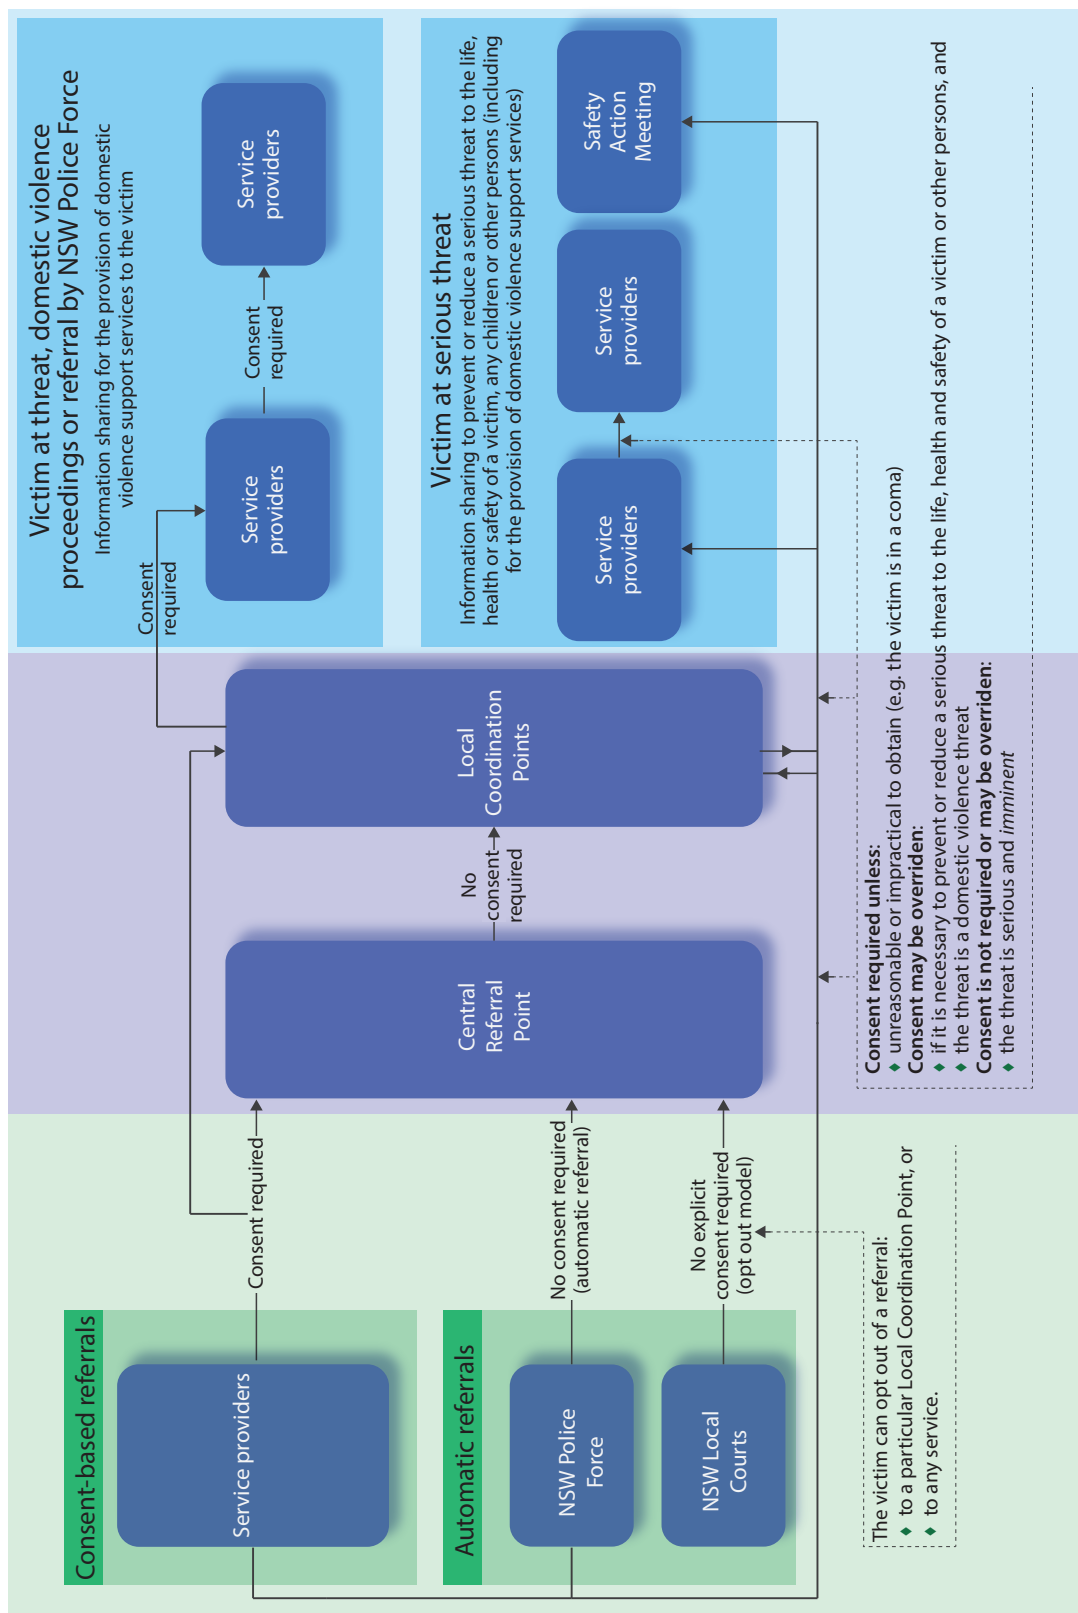 Consent-based referrals
Service providers
Automatic referrals
NSW Police
Force
NSW Local
Courts
Consent required
No consent required
(automatic referral)
No explicit
consent required
(opt out model)
The victim can opt out of a referral:
♦ to a particular Local Coordination Point, or
♦ to any service.
Central
Referral
Point
No
consent
required
Local
Coordination
Points
Consent required unless:
♦ unreasonable or impractical to obtain (e.g. the victim is in a coma)
Consent may be overriden:
♦ if it is necessary to prevent or reduce a serious threat to the life, health and safety of a victim or other persons, and
♦ the threat is a domestic violence threat
Consent is not required or may be overriden:
♦ the threat is serious and imminent
Consent
required
Victim at threat, domestic violence
proceedings or referral by NSW Police Force
Information sharing for the provision of domestic
violence support services to the victim
Service
providers
Consent
required
Service
providers
Victim at serious threat
Information sharing to prevent or reduce a serious threat to the life,
health or safety of a victim, any children or other persons (including
for the provision of domestic violence support services)
Service
providers
Service
providers
Safety
Action
Meeting